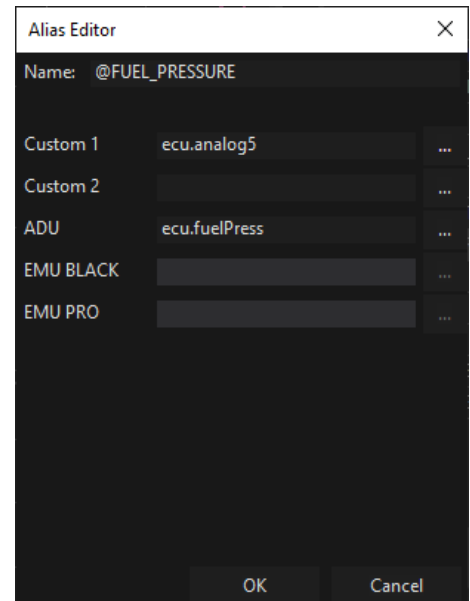 Alias Editor
Name: @FUEL_PRESSURE
Custom 1 ecu.analog5 ...
Custom 2 ...
ADU ecu.fuelPress ...
EMU BLACK ...
EMU PRO ...
OK Cancel